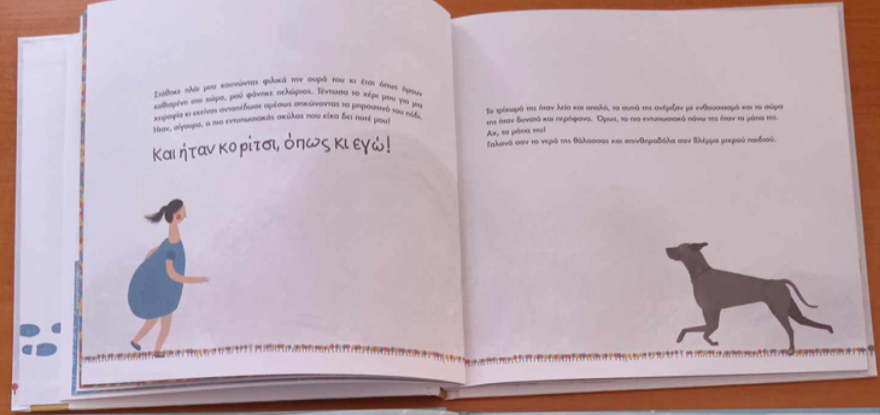 Στάθηκε πλάι μου κουνώντας φιλικά την ουρά του κι έτσι όπως ήμουν
καθισμένη στο χώμα, μού φάνηκε πελώριος. Τέντωσα το χέρι μου για μια
χειραψία κι εκείνος ανταπέδωσε αμέσως σηκώνοντας το μπροστινό του πόδι.
Ήταν, σίγουρα, ο πιο εντυπωσιακός σκύλος που είχα δει ποτέ μου!
Και ήταν κορίτσι, όπως κι εγώ!
Το τρίχωμά της ήταν λείο και απαλό, τα αυτιά της ανέμιζαν με ενθουσιασμό και το σώμα
της ήταν δυνατό και περήφανο. Όμως, το πιο εντυπωσιακό πάνω της ήταν τα μάτια της.
Αχ, τα μάτια της!
Γαλανά σαν το νερό της θάλασσας και σπινθηροβόλα σαν βλέμμα μικρού παιδιού.